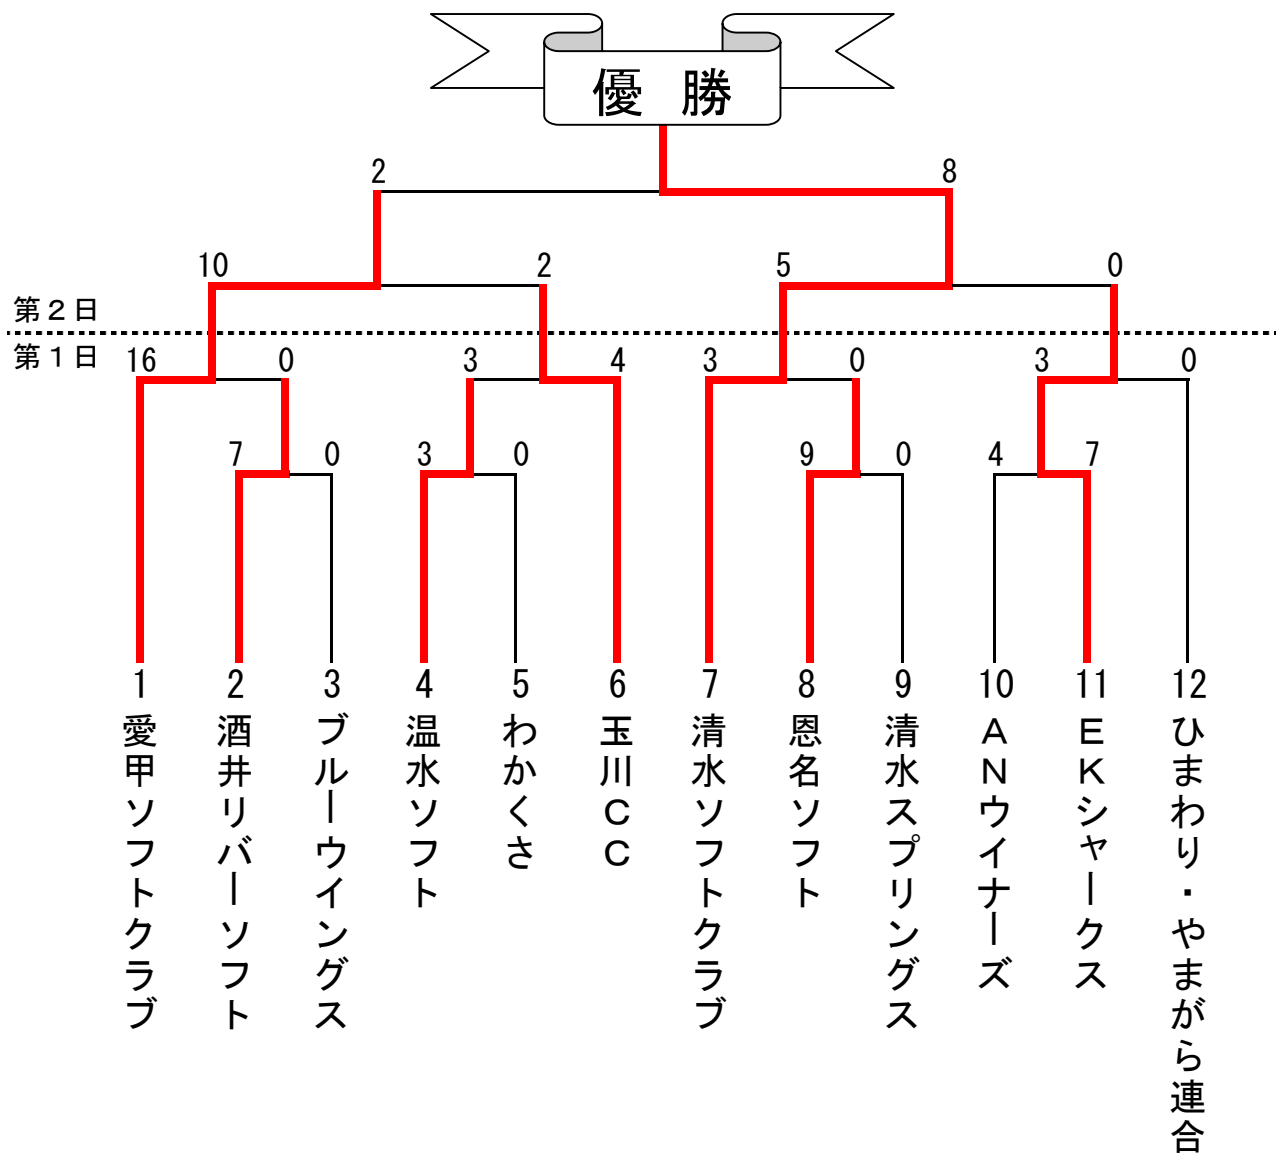 優 勝
2 8
10 2 5 0
第２日
第１日 16 0 3 4 3 0 3 0
7 0 3 0 9 0 4 7
1 2 3 4 5 6 7 8 9 10 11 12
愛甲ソフトクラブ
酒井リバーソフト
ブルーウイングス
温水ソフト
わかくさ
玉川ＣＣ
清水ソフトクラブ
恩名ソフト
清水スプリングス
ＡＮウイナーズ
ＥＫシャークス
ひまわり・やまがら連合